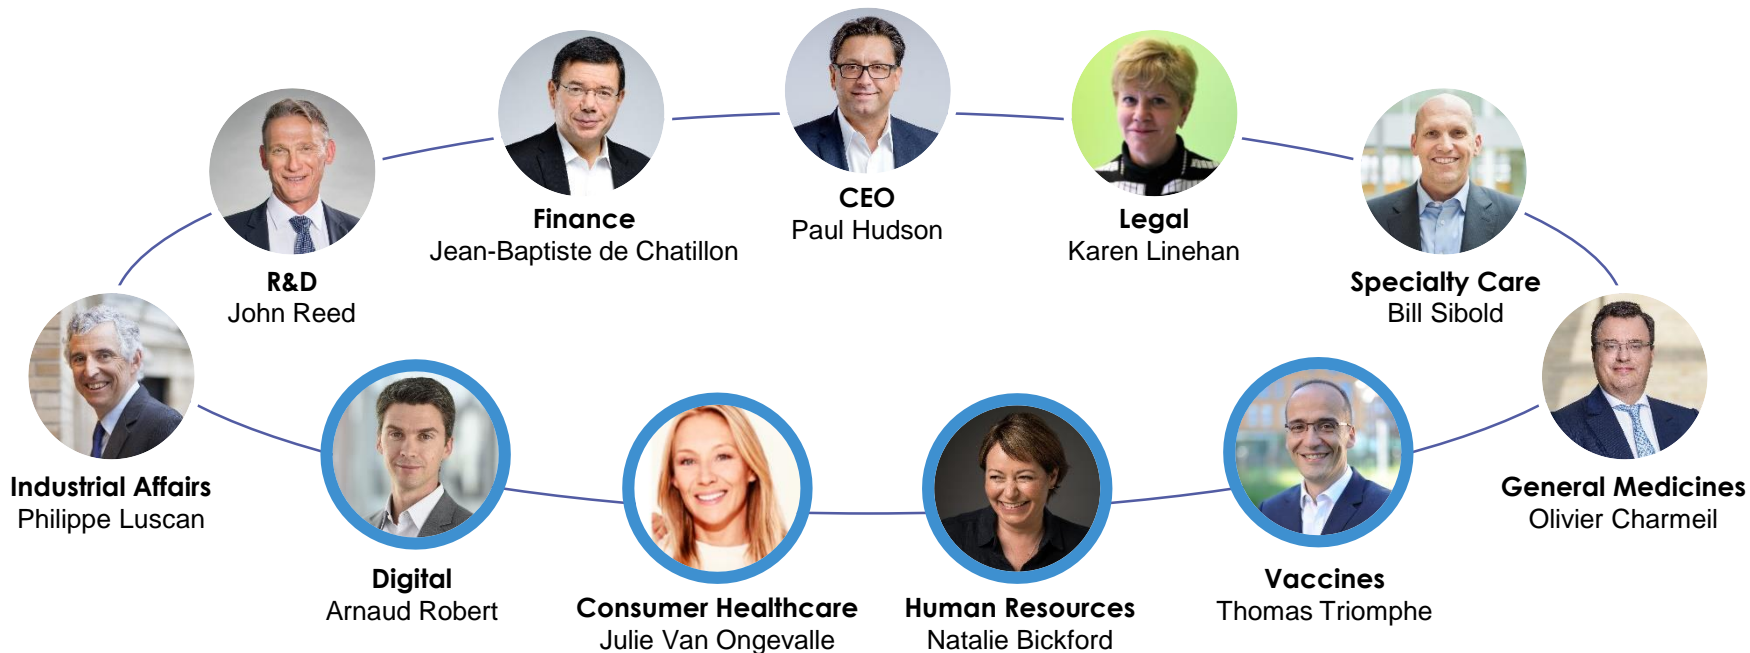 CEO
Paul Hudson
Finance
Jean-Baptiste de Chatillon
Legal
Karen Linehan
R&D
John Reed
Specialty Care
Bill Sibold
Industrial Affairs
Philippe Luscan
General Medicines
Olivier Charmeil
Digital
Arnaud Robert
Consumer Healthcare
Julie Van Ongevalle
Human Resources
Natalie Bickford
Vaccines
Thomas Triomphe